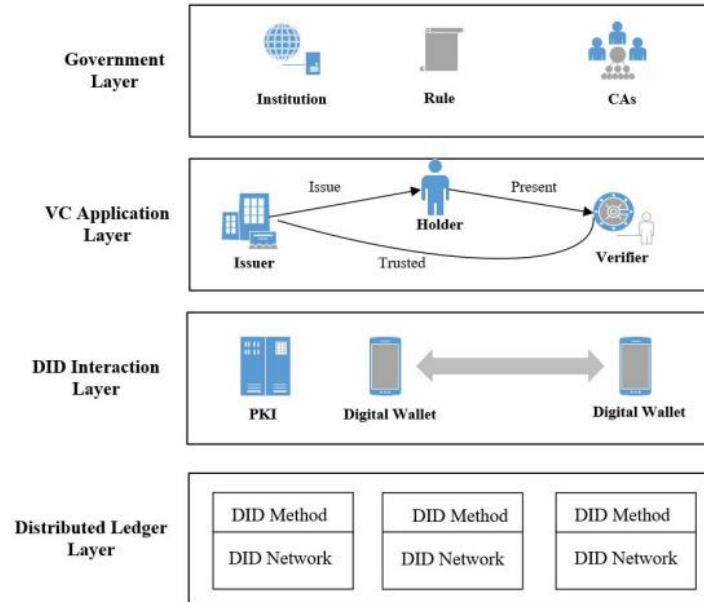 Government
Layer
Institution
Rule
CAs
VC Application
Layer
Issue
Present
Holder
Issuer
Trusted
Verifier
DID Interaction
Layer
PKI
Digital Wallet
Digital Wallet
Distributed Ledger
Layer
DID Method
DID Method
DID Method
DID Network
DID Network
DID Network